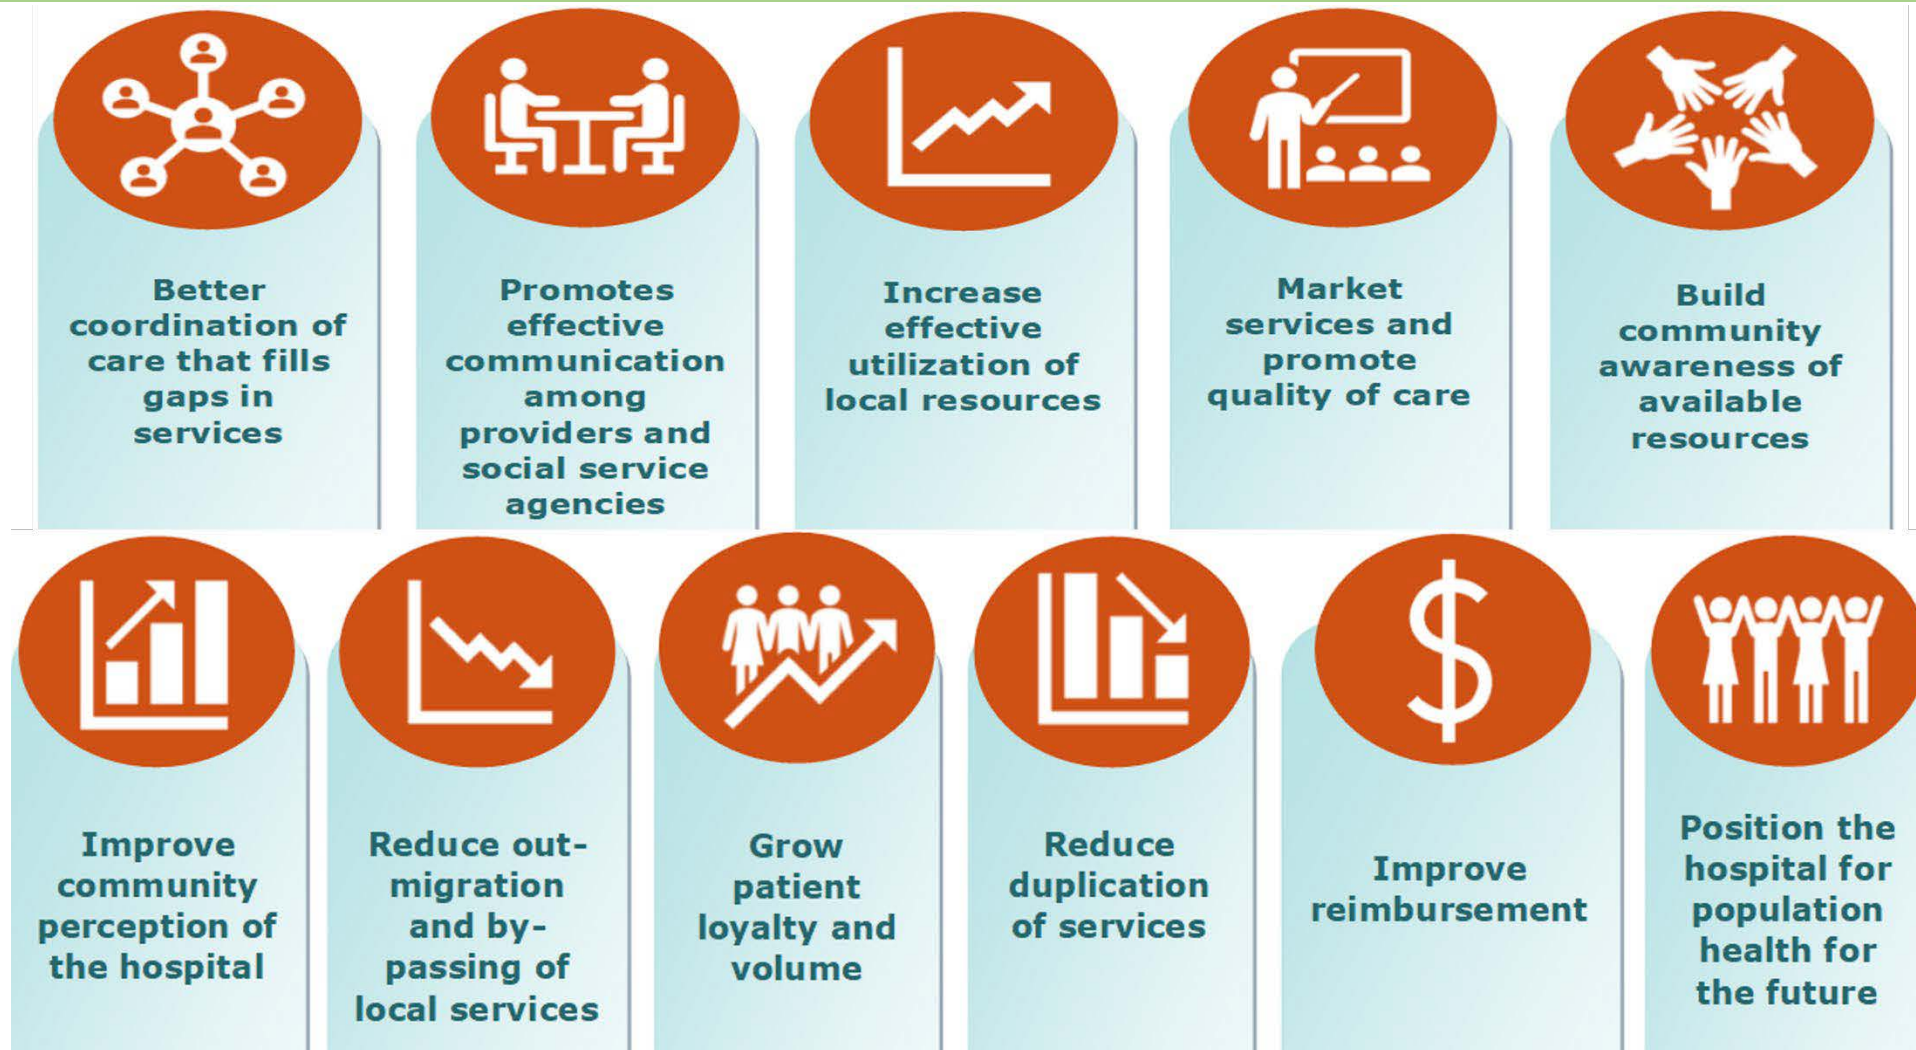 Better
coordination of
care that fills
gaps in
services
Promotes
effective
communication
among
providers and
social service
agencies
Increase
effective
utilization of
local resources
Market
services and
promote
quality of care
Build
community
awareness of
available
resources
Improve
community
perception of
the hospital
Reduce out-
migration
and by-
passing of
local services
Grow
patient
loyalty and
volume
Reduce
duplication
of services
$
Improve
reimbursement
Position the
hospital for
population
health for
the future